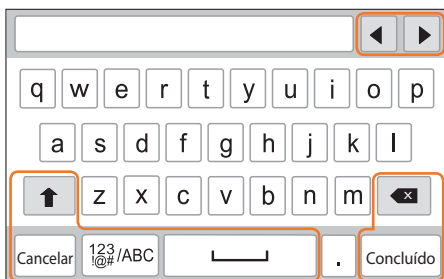 q w e r t y u i o p
a s d f g h j k l
z x c v b n m
Cancelar 123 !@# /ABC . Concluído